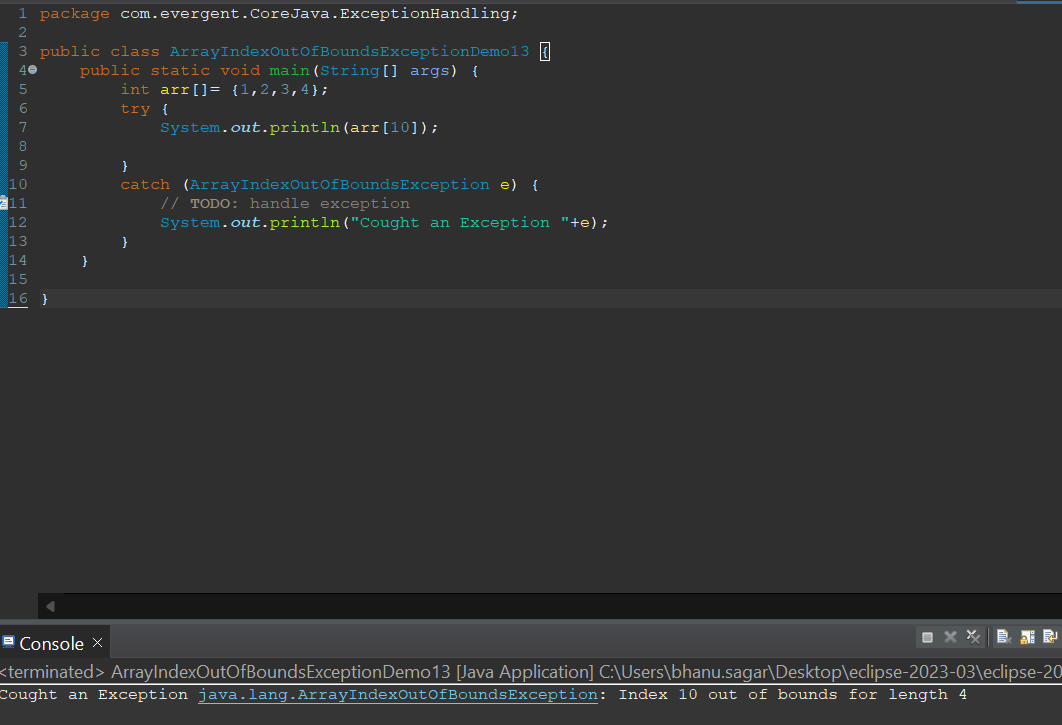 1 package com.evergent.CoreJava.ExceptionHandling;
2
3 public class ArrayIndexOutOfBoundsExceptionDemo13 {
4 public static void main(String[] args) {
5 int arr[]= {1,2,3,4};
6 try {
7 System.out.println(arr[10]);
8
9 }
10 catch (ArrayIndexOutOfBoundsException e) {
11 // TODO: handle exception
12 System.out.println("Cought an Exception "+e);
13 }
14 }
15
16 }
Console
<terminated> ArrayIndexOutOfBoundsExceptionDemo13 [Java Application] C:\Users\bhanu.sagar\Desktop\eclipse-2023-03\eclipse-20
Cought an Exception java.lang.ArrayIndexOutOfBoundsException: Index 10 out of bounds for length 4